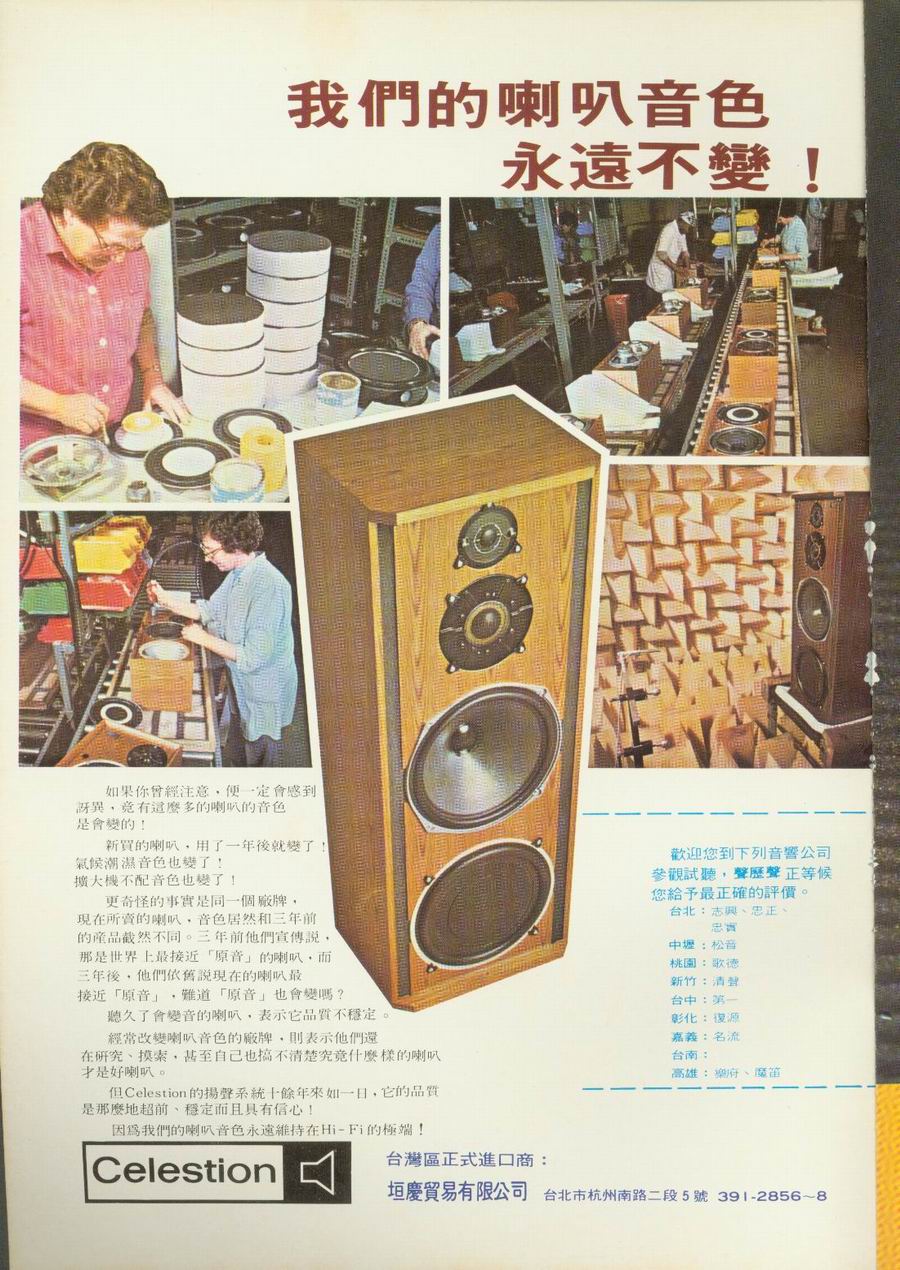 我們的喇叭音色
永遠不變！
如果你曾經注意，便一定會感到
訝異，竟有這麼多的喇叭的音色
是會變的！
新買的喇叭，用了一年後就變了！
氣候潮濕音色也變了！
擴大機不配音色也變了！
更奇怪的事實是同一個廠牌，
現在所賣的喇叭，音色居然和三年前
的產品截然不同。三年前他們宣傳說，
那是世界上最接近「原音」的喇叭，而
三年後，他們依舊說現在的喇叭最
接近「原音」，難道「原音」也會變嗎？
聽久了會變音的喇叭，表示它品質不穩定。
經常改變喇叭音色的廠牌，則表示他們還
在研究、摸索，甚至自己也搞不清楚究竟什麼樣的喇叭
才是好喇叭。
但Celestion的揚聲系統十餘年來如一日，它的品質
是那麼地超前、穩定而且具有信心！
因爲我們的喇叭音色永遠維持在Hi-Fi的極端！
歡迎您到下列音響公司
參觀試聽，聲歷聲正等候
您給予最正確的評價。
台北：志興、忠正、
忠實
中壢：松音
桃園：歌德
新竹：清聲
台中：第一
彰化：復源
嘉義：名流
台南：
高雄：樂府、魔笛
Celestion
台灣區正式進口商：
垣慶貿易有限公司 台北市杭州南路二段5號 391-2856~8